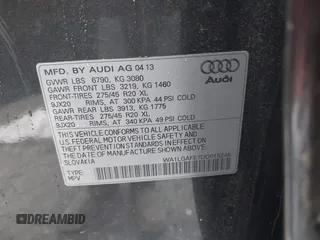 MFD. BY AUDI AG 04 13
GVWR LBS 6790, KG 3080
GAWR FRONT LBS 3219, KG 1460
FRONT-TIRES 275/45 R20 XL
9JX20 RIMS, AT 300 KPA 44 PSI COLD
GAWR REAR LBS 3913, KG 1775
REAR-TIRES 275/45 R20 XL
9JX20 RIMS, AT 340 KPA 49 PSI COLD
Audi
THIS VEHICLE CONFORMS TO ALL APPLICABLE
U.S. FEDERAL MOTOR VEHICLE SAFETY
STANDARDS IN EFFECT ON THE DATE OF
MANUFACTURE SHOWN ABOVE.
SLOVAKIA
TYPE:
MPV
DREAMBID